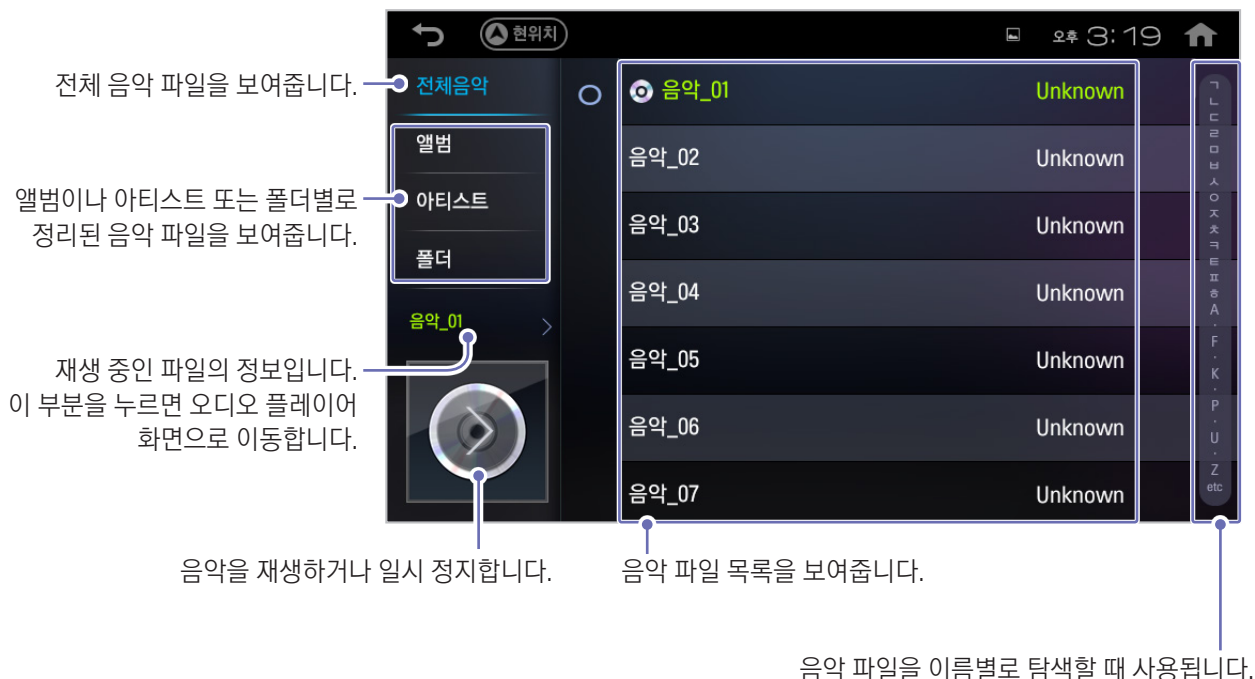 현위치
오후 3:19
전체 음악 파일을 보여줍니다.
전체음악
앨범
아티스트
폴더
앨범이나 아티스트 또는 폴더별로
정리된 음악 파일을 보여줍니다.
음악_01
재생 중인 파일의 정보입니다.
이 부분을 누르면 오디오 플레이어
화면으로 이동합니다.
음악_01 Unknown
음악_02 Unknown
음악_03 Unknown
음악_04 Unknown
음악_05 Unknown
음악_06 Unknown
음악_07 Unknown
ㄱ
ㄴ
ㄷ
ㄹ
ㅁ
ㅂ
ㅅ
ㅇ
ㅈ
ㅊ
ㅋ
ㅌ
ㅍ
ㅎ
A
·
F
·
K
·
P
·
U
·
Z
etc
음악을 재생하거나 일시 정지합니다.
음악 파일 목록을 보여줍니다.
음악 파일을 이름별로 탐색할 때 사용됩니다.